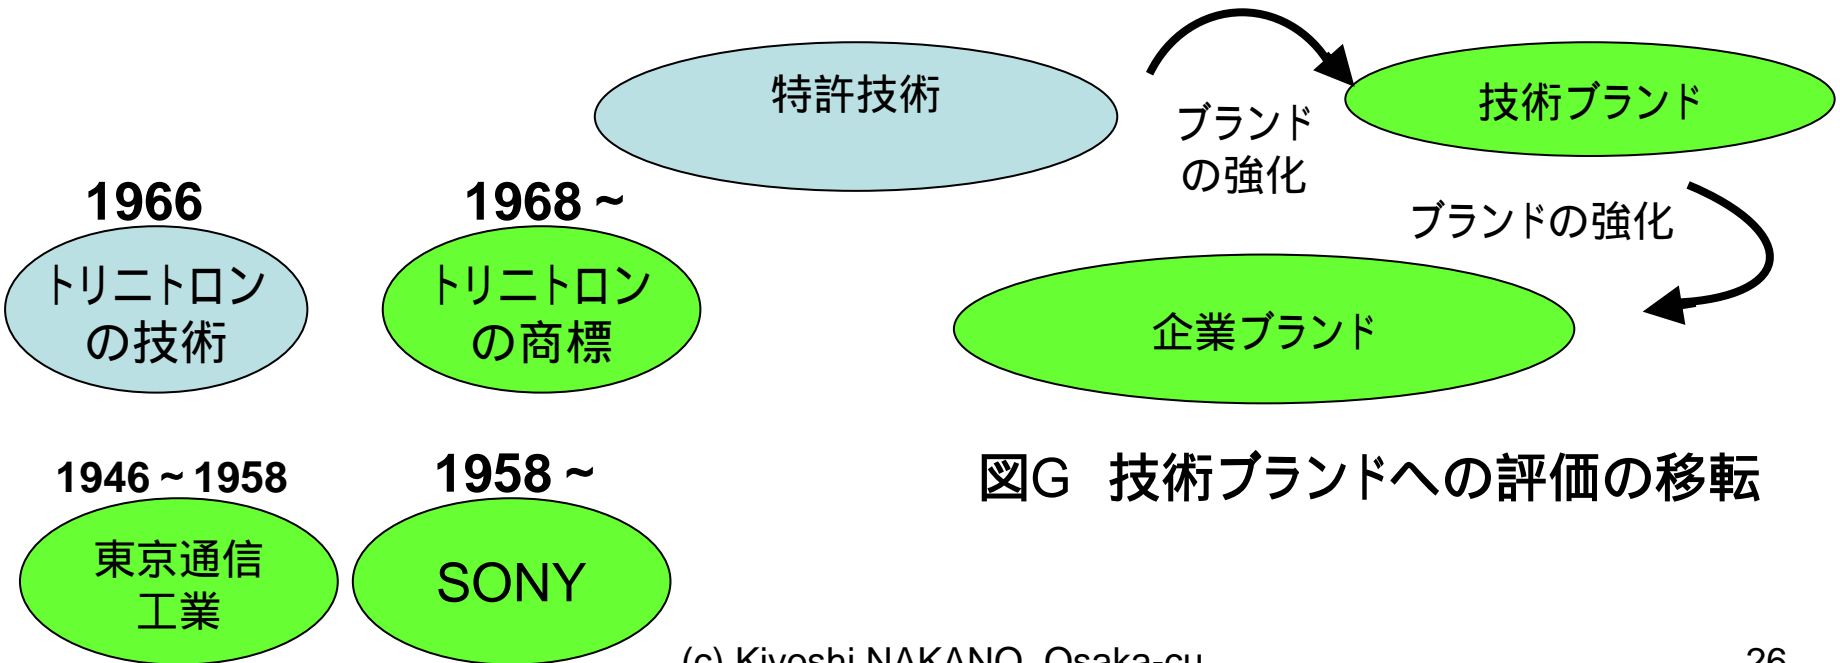 特許技術
技術ブランド
ブランド
の強化
ブランドの強化
企業ブランド
1966
トリニトロン
の技術
1968～
トリニトロン
の商標
図G　技術ブランドへの評価の移転
1946～1958
東京通信
工業
1958～
SONY
(c) Kiyoshi NAKANO, Osaka-cu
26